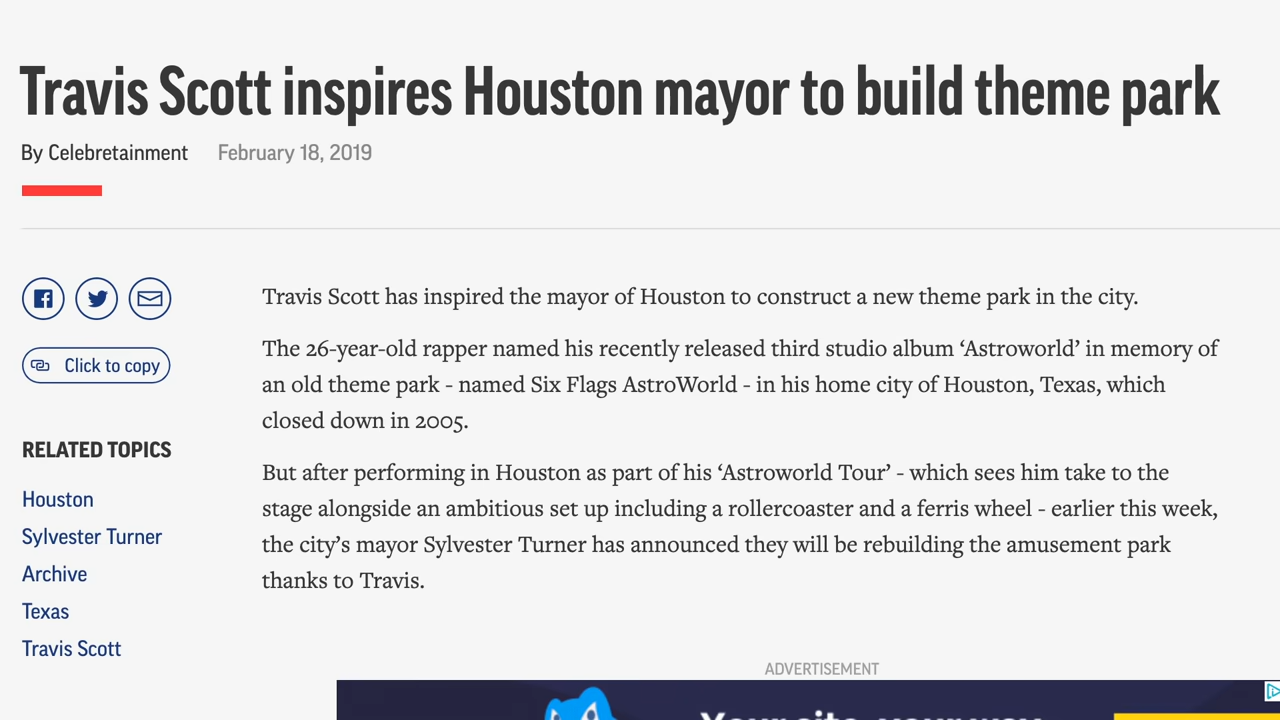 Travis Scott inspires Houston mayor to build theme park
By Celebretainment February 18, 2019
Travis Scott has inspired the mayor of Houston to construct a new theme park in the city.
Click to copy
The 26-year-old rapper named his recently released third studio album ‘Astroworld’ in memory of
an old theme park - named Six Flags AstroWorld - in his home city of Houston, Texas, which
closed down in 2005.
RELATED TOPICS
Houston
Sylvester Turner
Archive
Texas
Travis Scott
But after performing in Houston as part of his ‘Astroworld Tour’ - which sees him take to the
stage alongside an ambitious set up including a rollercoaster and a ferris wheel - earlier this week,
the city’s mayor Sylvester Turner has announced they will be rebuilding the amusement park
thanks to Travis.
ADVERTISEMENT
Your site, your way